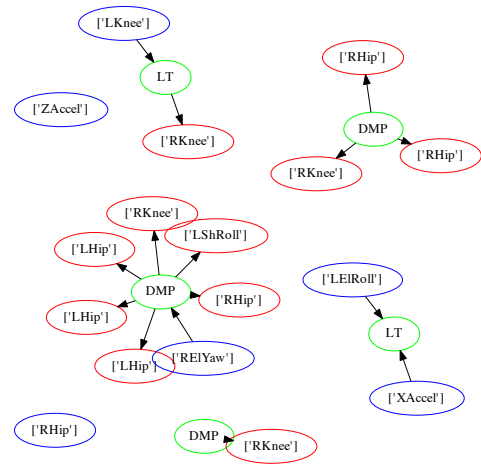 ['LKnee']
LT
['ZAccel']
['RKnee']
['RHip']
DMP
['RHip']
['RKnee']
['RKnee']
['LShRoll']
['LHip']
DMP
['RHip']
['LHip']
['LHip']
['RElYaw']
['LElRoll']
LT
['XAccel']
['RHip']
DMP
['RKnee']